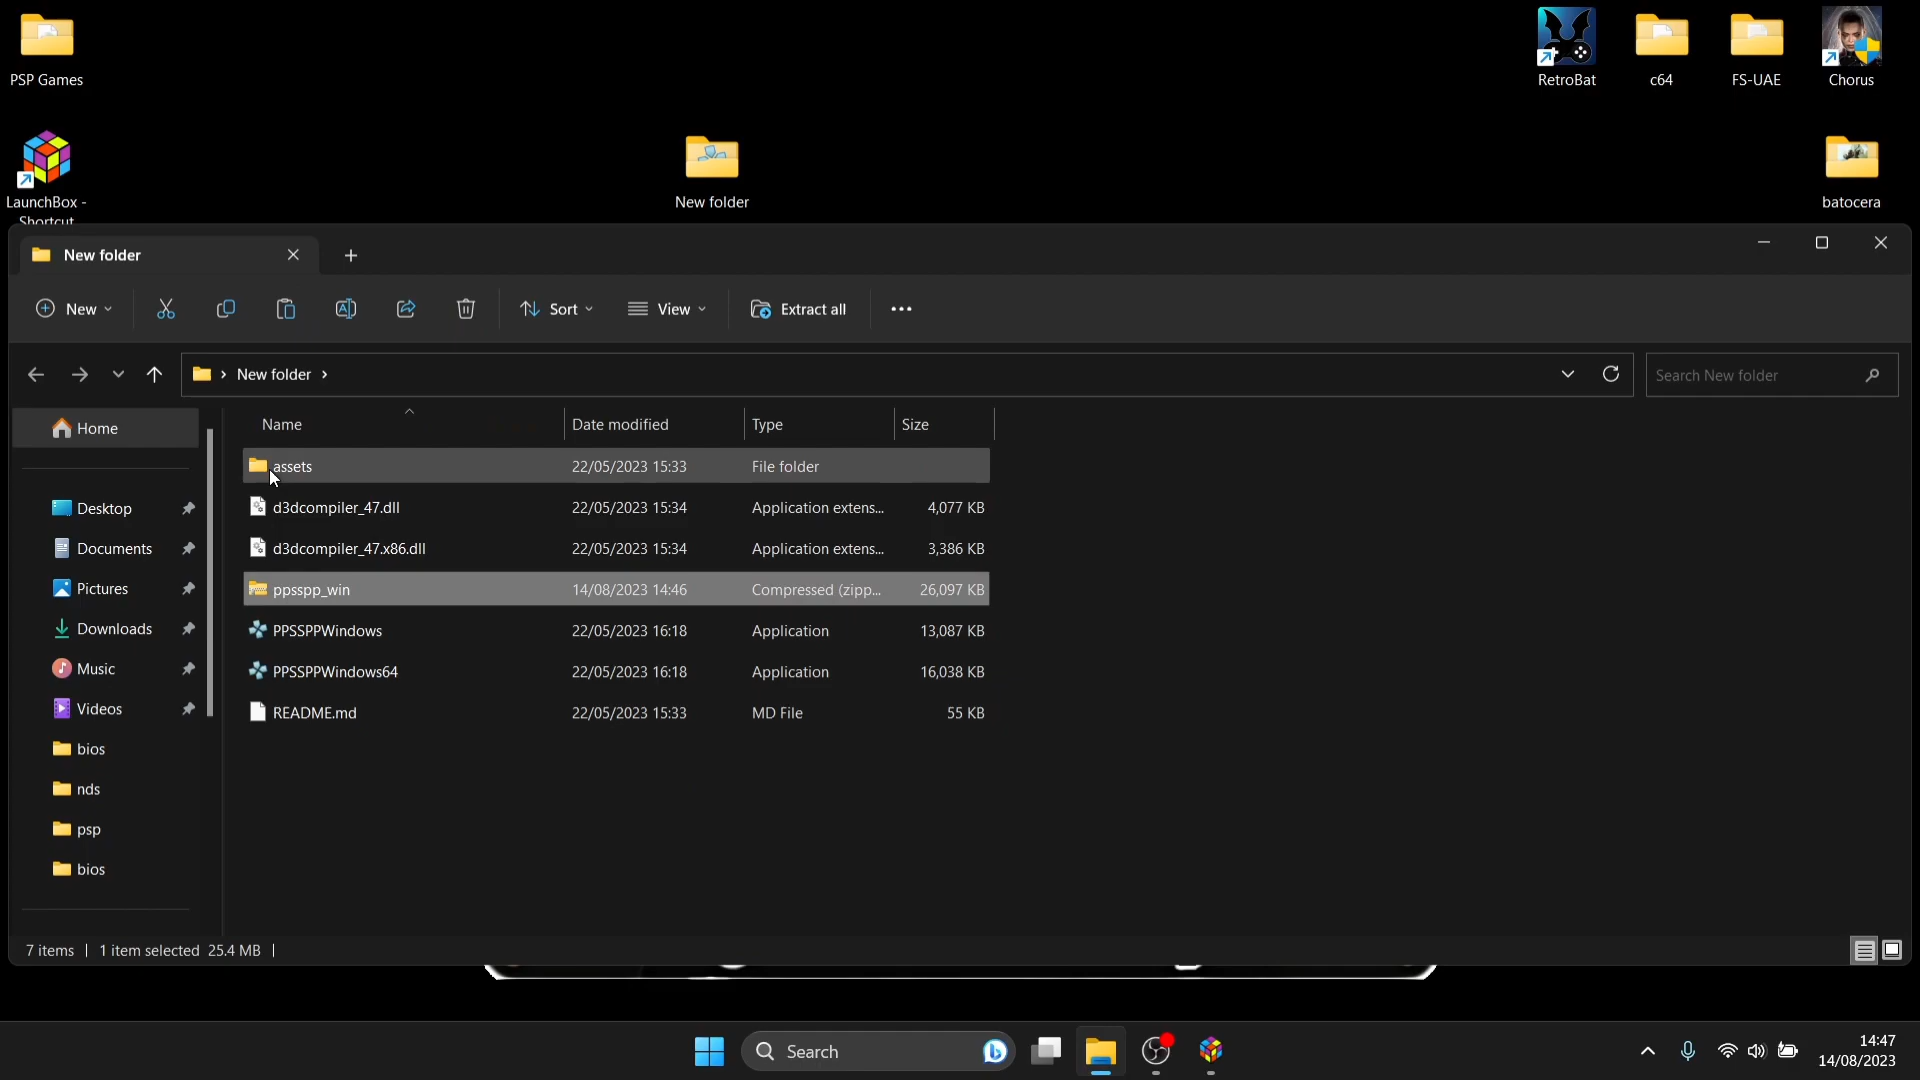 PSP Games
RetroBat
c64
FS-UAE
Chorus
LaunchBox -
Shortcut
New folder
batocera
New folder
New
Sort
View
Extract all
New folder
Search New folder
Home
Desktop
Documents
Pictures
Downloads
Music
Videos
bios
nds
psp
bios
Name Date modified Type Size
assets 22/05/2023 15:33 File folder
d3dcompiler_47.dll 22/05/2023 15:34 Application extens... 4,077 KB
d3dcompiler_47.x86.dll 22/05/2023 15:34 Application extens... 3,386 KB
ppsspp_win 14/08/2023 14:46 Compressed (zipp... 26,097 KB
PPSSPPWindows 22/05/2023 16:18 Application 13,087 KB
PPSSPPWindows64 22/05/2023 16:18 Application 16,038 KB
README.md 22/05/2023 15:33 MD File 55 KB
7 items 1 item selected 25.4 MB
Search
14:47
14/08/2023